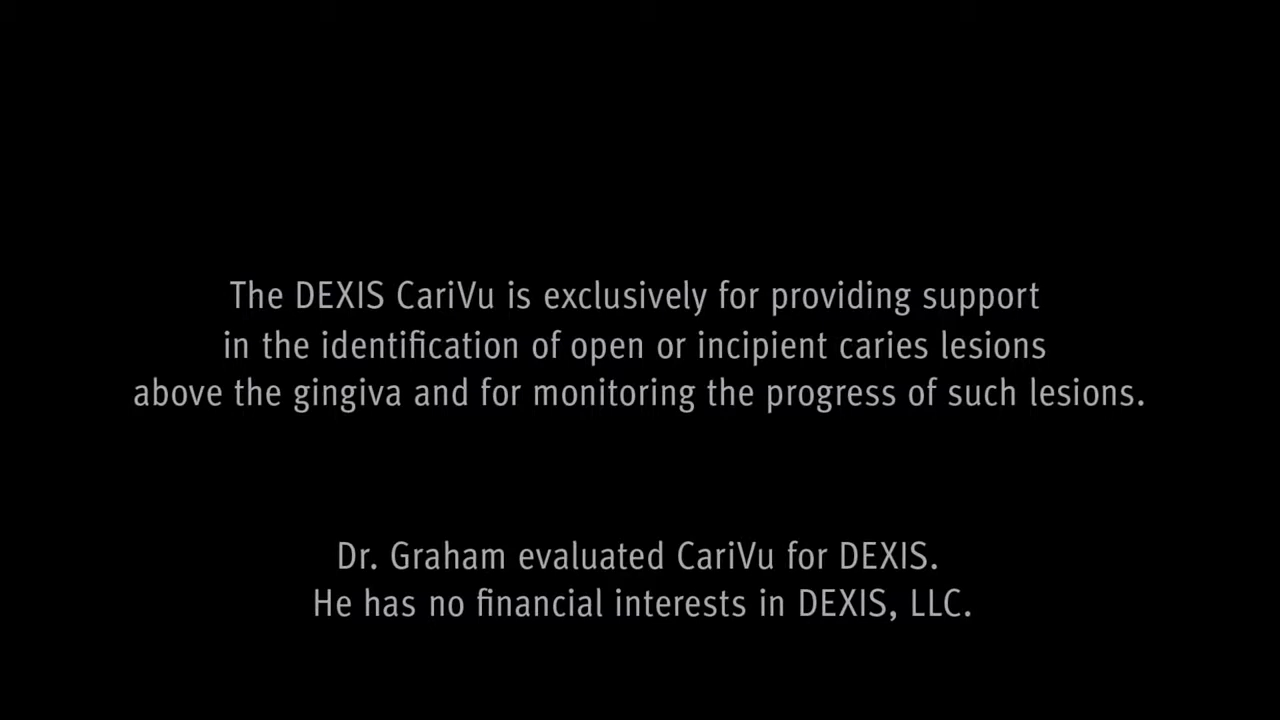 The DEXIS CariVu is exclusively for providing support
in the identification of open or incipient caries lesions
above the gingiva and for monitoring the progress of such lesions.
Dr. Graham evaluated CariVu for DEXIS.
He has no financial interests in DEXIS, LLC.